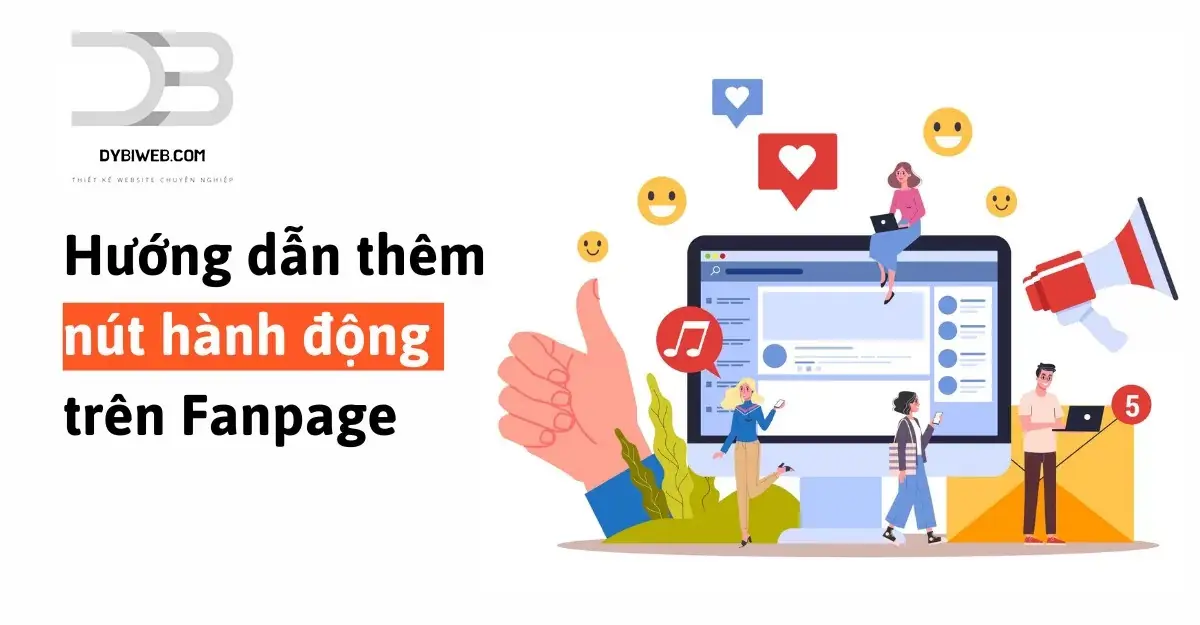 DB
DYBIWEB.COM
THIẾT KẾ WEBSITE CHUYÊN NGHIỆP
Hướng dẫn thêm
nút hành động
trên Fanpage
5